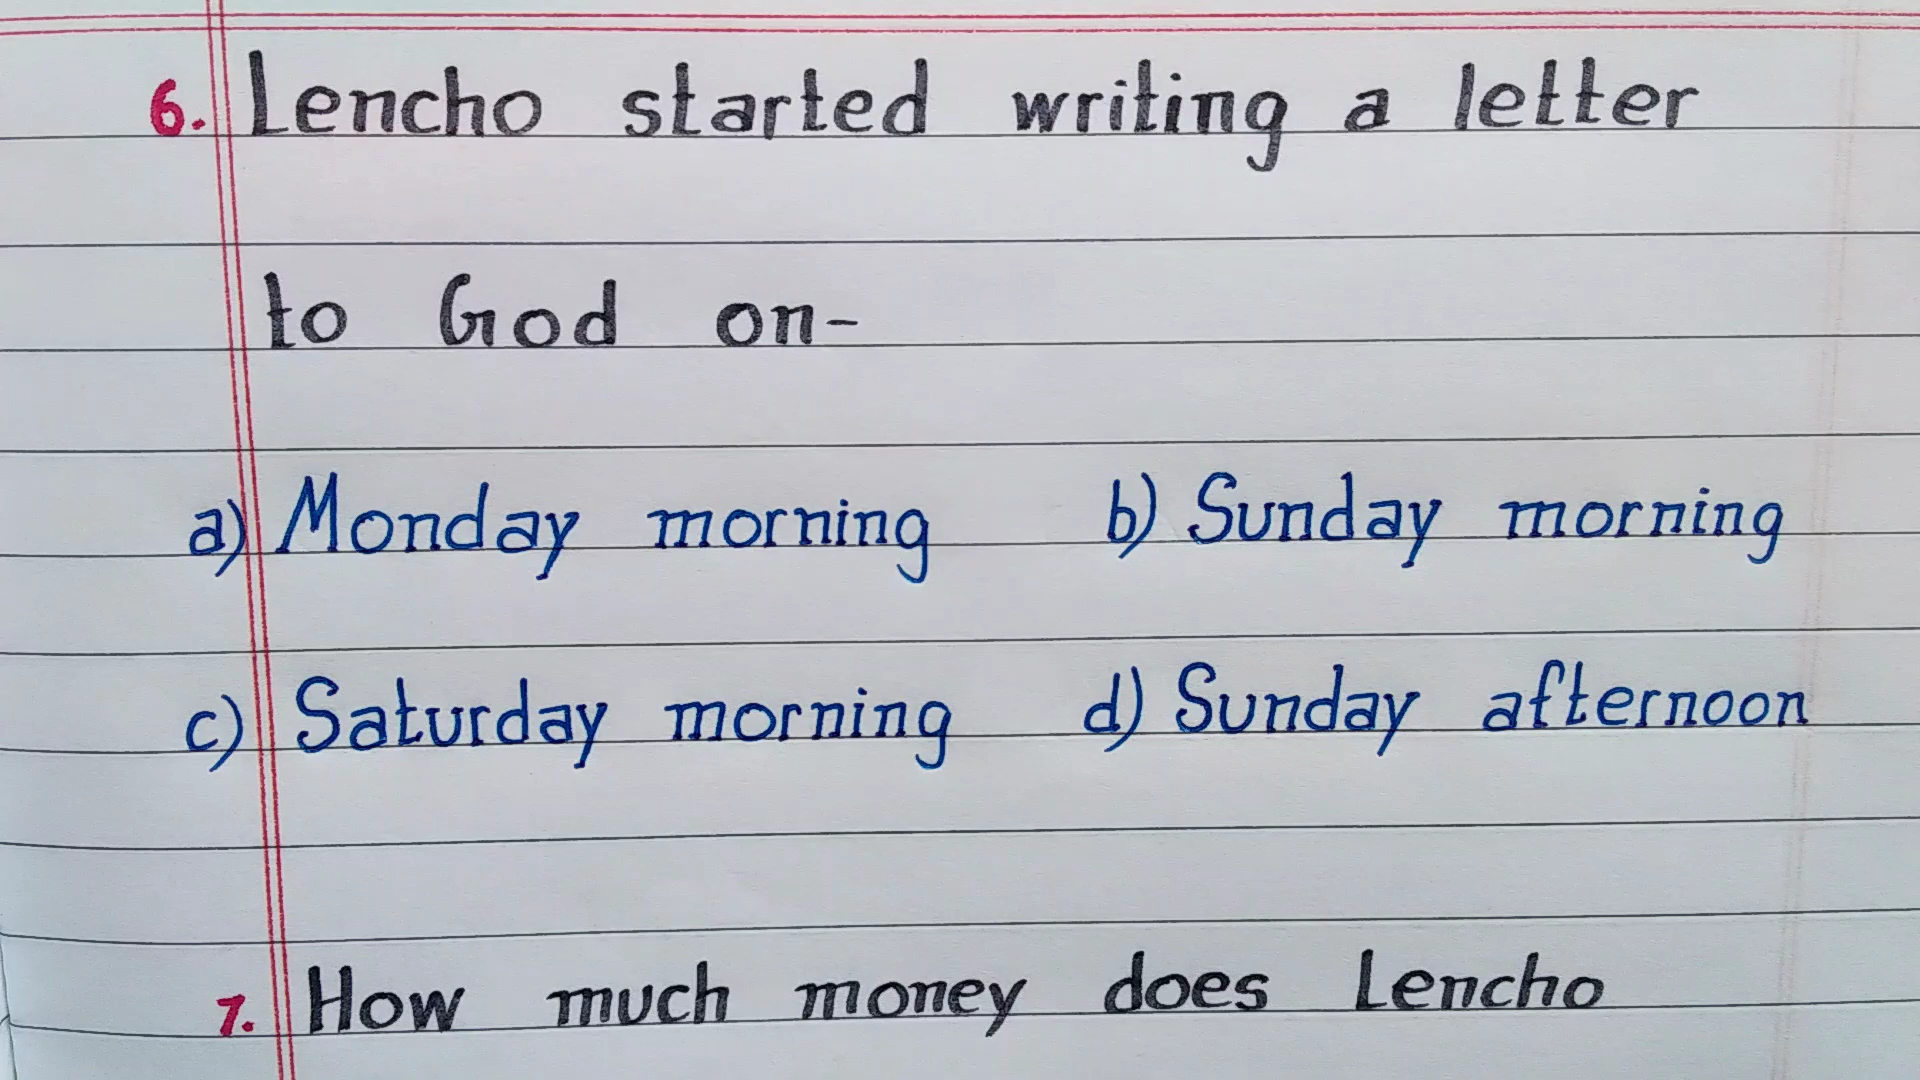 6. Lencho started writing a letter
to God on-
a) Monday morning b) Sunday morning
c) Saturday morning d) Sunday afternoon
7. How much money does Lencho